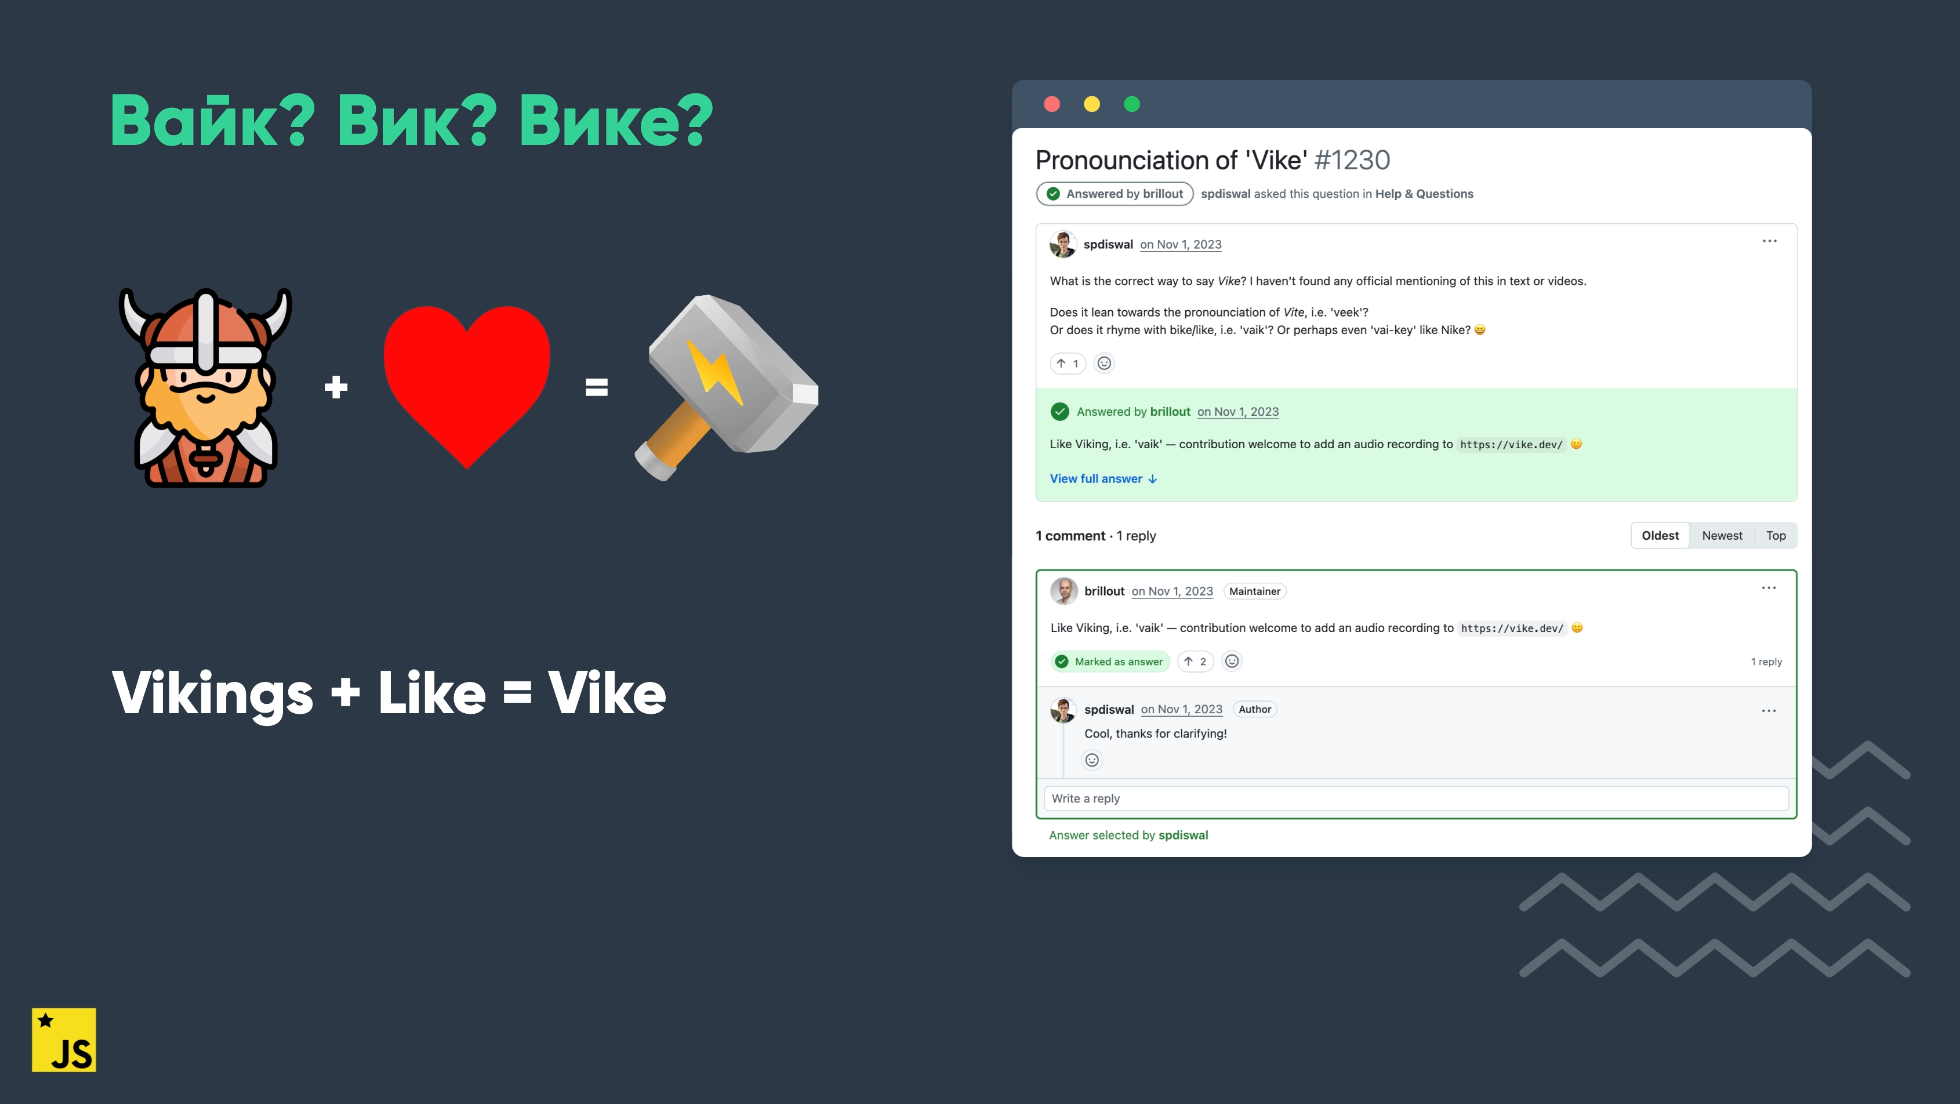 Вайк? Вик? Вике?
+
=
Vikings + Like = Vike
JS
Pronounciation of 'Vike' #1230
Answered by brillout spdiswal asked this question in Help & Questions
spdiswal on Nov 1, 2023
What is the correct way to say Vike? I haven't found any official mentioning of this in text or videos.
Does it lean towards the pronounciation of Vite, i.e. 'veek'?
Or does it rhyme with bike/like, i.e. 'vaik'? Or perhaps even 'vai-key' like Nike? 😄
↑ 1
Answered by brillout on Nov 1, 2023
Like Viking, i.e. 'vaik' — contribution welcome to add an audio recording to https://vike.dev/ 😊
View full answer ↓
1 comment · 1 reply
Oldest Newest Top
brillout on Nov 1, 2023 Maintainer
Like Viking, i.e. 'vaik' — contribution welcome to add an audio recording to https://vike.dev/ 😊
Marked as answer ↑ 2 1 reply
spdiswal on Nov 1, 2023 Author
Cool, thanks for clarifying!
Write a reply
Answer selected by spdiswal